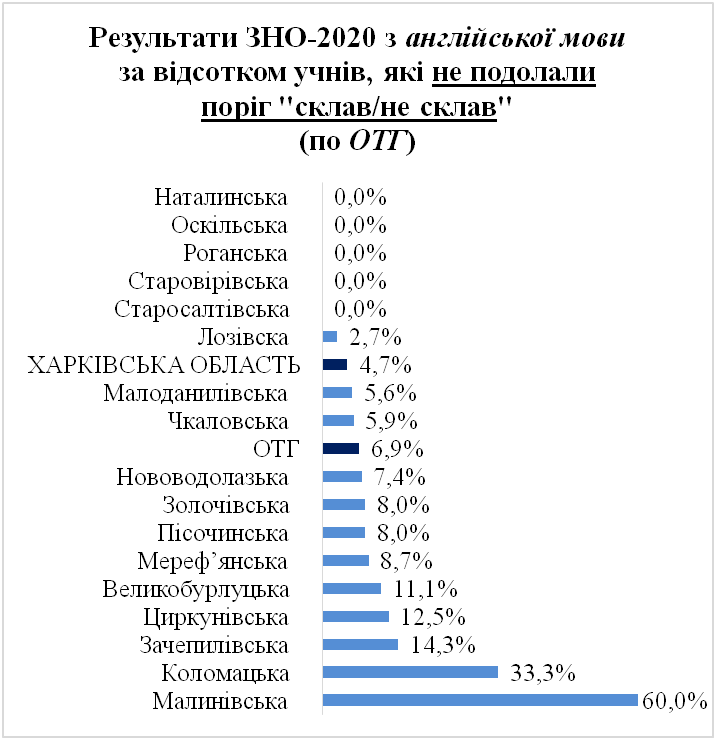 Результати ЗНО-2020 з англійської мови
за відсотком учнів, які не подолали
поріг "склав/не склав"
(по ОТГ)
Наталинська 0,0%
Оскільська 0,0%
Роганська 0,0%
Старовірівська 0,0%
Старосалтівська 0,0%
Лозівска 2,7%
ХАРКІВСЬКА ОБЛАСТЬ 4,7%
Малоданилівська 5,6%
Чкаловська 5,9%
ОТГ 6,9%
Нововодолазька 7,4%
Золочівська 8,0%
Пісочинська 8,0%
Мереф’янська 8,7%
Великобурлуцька 11,1%
Циркунівська 12,5%
Зачепилівська 14,3%
Коломацька 33,3%
Малинівська 60,0%